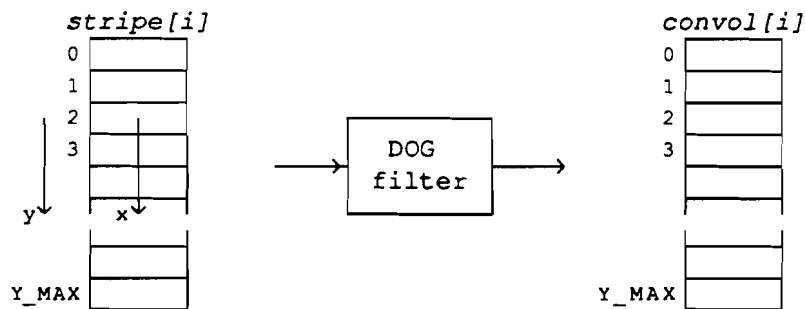 stripe[i]
0
1
2
3
y
x
Y_MAX
DOG
filter
convol[i]
0
1
2
3
Y_MAX